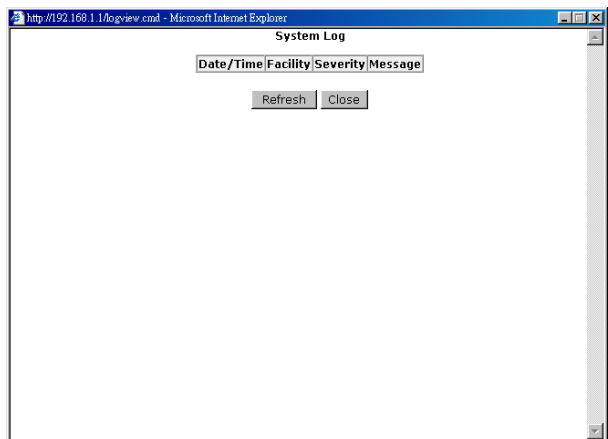 http://192.168.1.1/logview.cmd - Microsoft Internet Explorer
System Log
Date/Time Facility Severity Message
Refresh Close